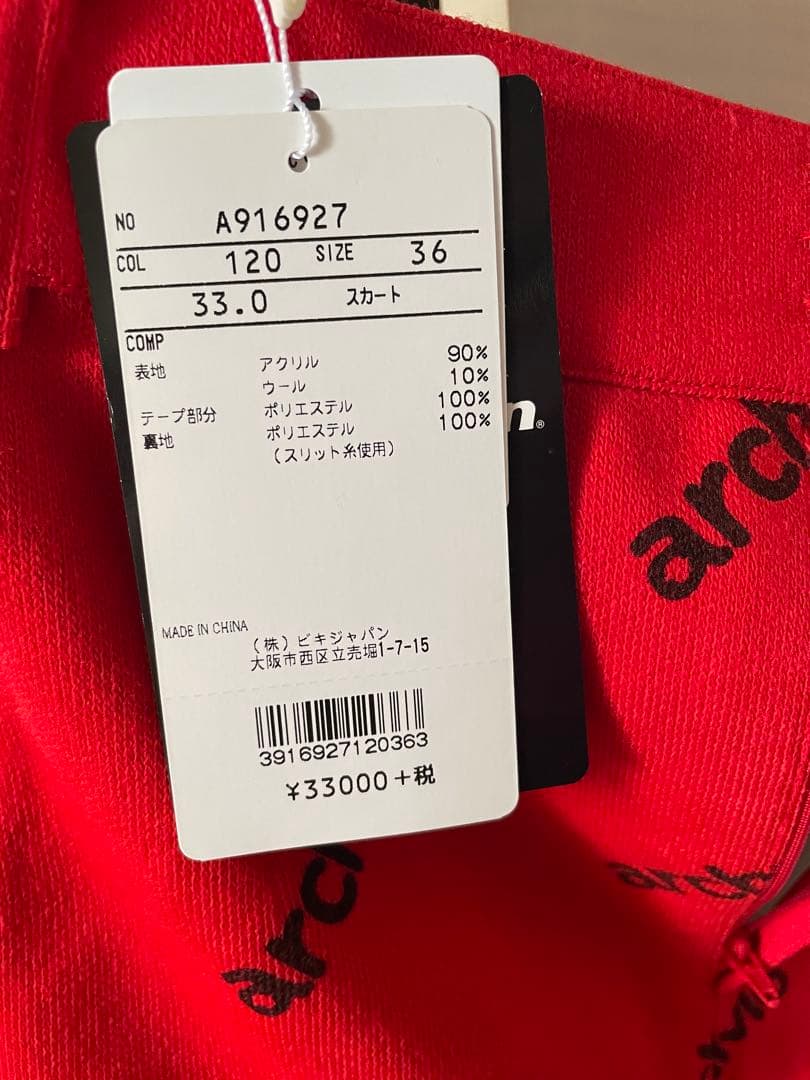 NO A916927
COL 120 SIZE 36
33.0 スカート
COMP
表地 アクリル 90%
ウール 10%
テープ部分 ポリエステル 100%
裏地 ポリエステル 100%
(スリット糸使用)
MADE IN CHINA
(株)ビキジャパン
大阪市西区立売堀1-7-15
3916927120363
¥33000+税
n®
arch
arc
arch